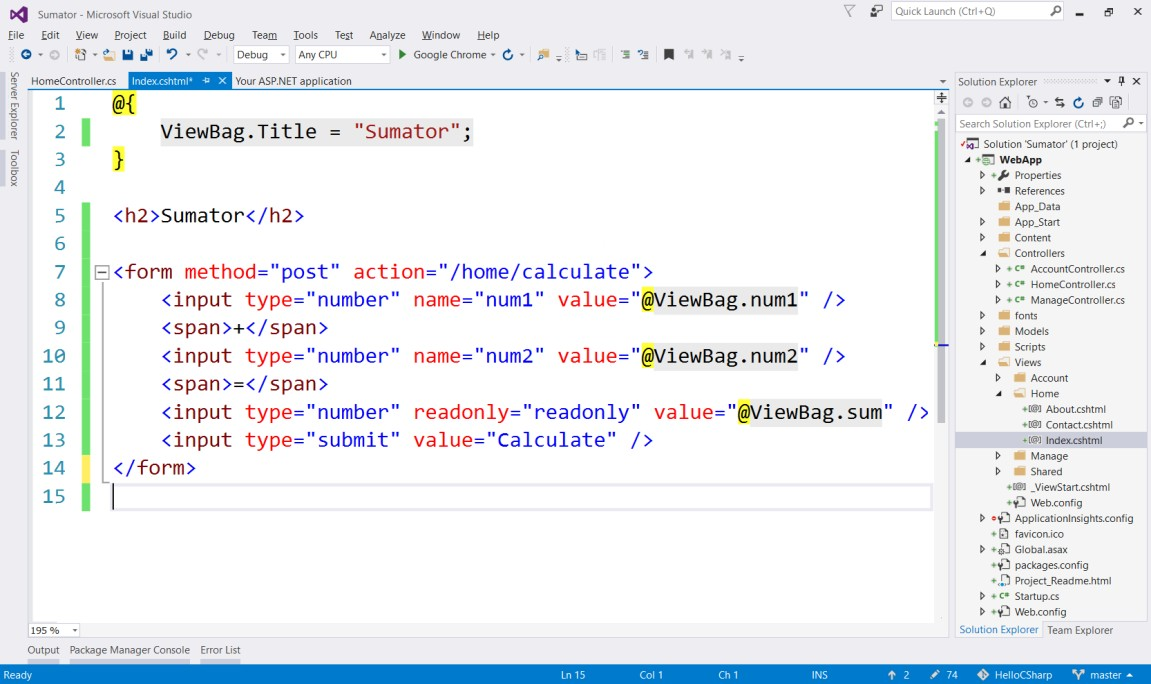 Sumator - Microsoft Visual Studio
Quick Launch (Ctrl+Q)
File Edit View Project Build Debug Team Tools Test Analyze Window Help
Debug Any CPU Google Chrome
Server Explorer
Toolbox
HomeController.cs Index.cshtml* Your ASP.NET application
1 @{
2 ViewBag.Title = "Sumator";
3 }
4
5 <h2>Sumator</h2>
6
7 <form method="post" action="/home/calculate">
8 <input type="number" name="num1" value="@ViewBag.num1" />
9 <span>+</span>
10 <input type="number" name="num2" value="@ViewBag.num2" />
11 <span>=</span>
12 <input type="number" readonly="readonly" value="@ViewBag.sum" />
13 <input type="submit" value="Calculate" />
14 </form>
15
195 %
Solution Explorer
Search Solution Explorer (Ctrl+;)
Solution 'Sumator' (1 project)
WebApp
Properties
References
App_Data
App_Start
Content
Controllers
C# AccountController.cs
C# HomeController.cs
C# ManageController.cs
fonts
Models
Scripts
Views
Account
Home
[@] About.cshtml
[@] Contact.cshtml
[@] Index.cshtml
Manage
Shared
[@] _ViewStart.cshtml
Web.config
ApplicationInsights.config
favicon.ico
Global.asax
packages.config
Project_Readme.html
C# Startup.cs
Web.config
Solution Explorer Team Explorer
Output Package Manager Console Error List
Ready Ln 15 Col 1 Ch 1 INS 2 74 HelloCSharp master